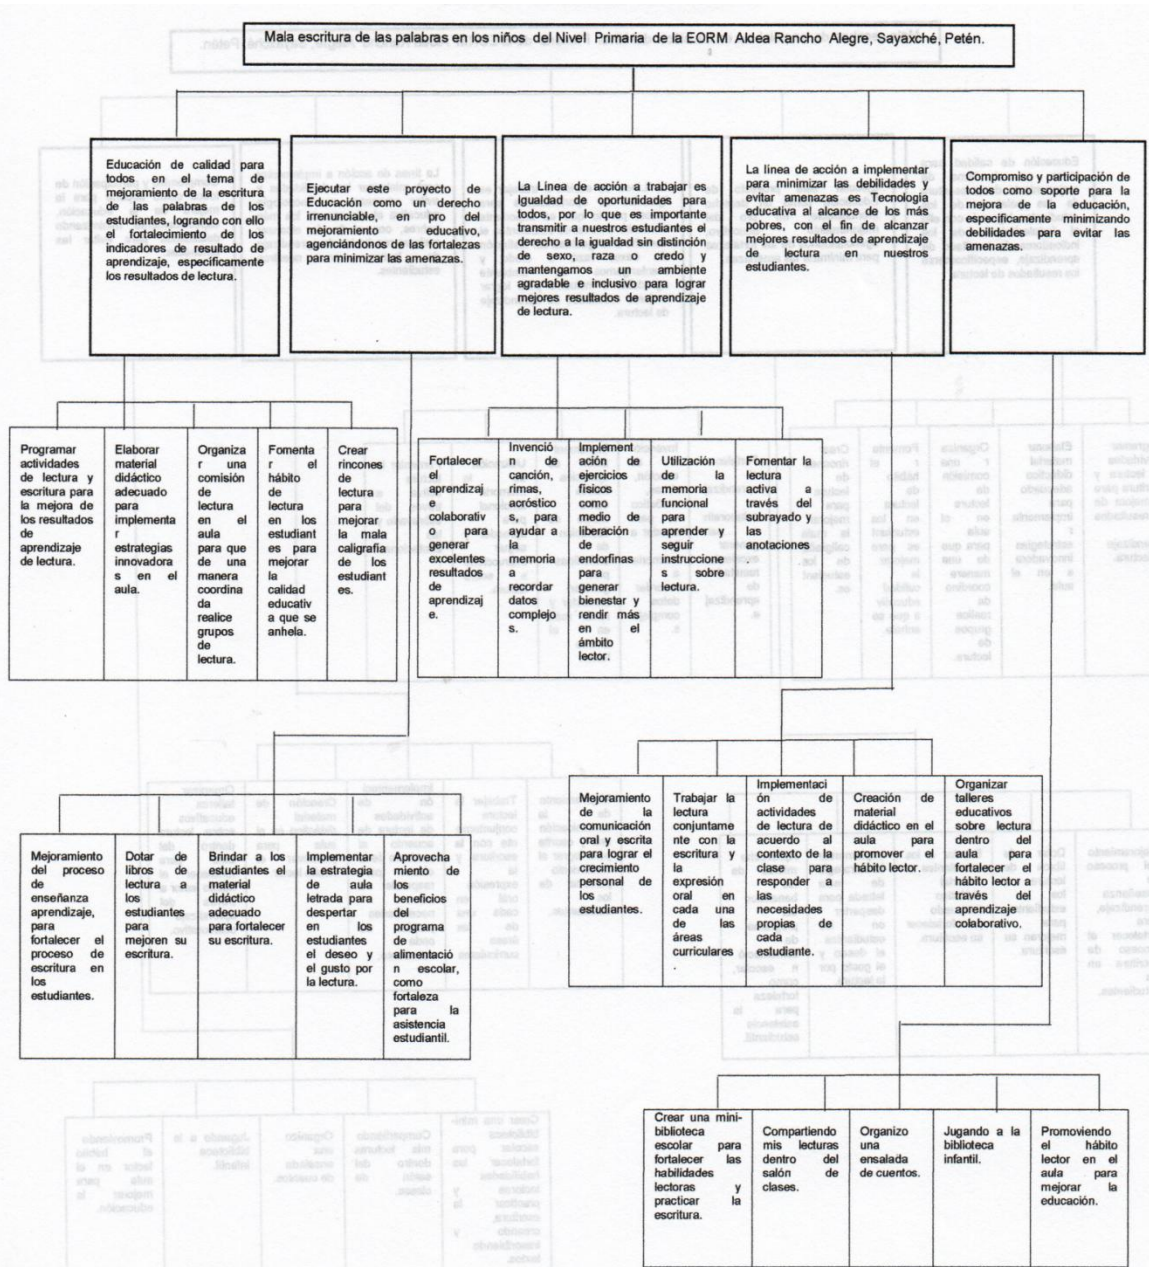 Mala escritura de las palabras en los niños del Nivel Primaria de la EORM Aldea Rancho Alegre, Sayaxché, Petén.
Educación de calidad para
todos en el tema de
mejoramiento de la escritura
de las palabras de los
estudiantes, logrando con ello
el fortalecimiento de los
indicadores de resultado de
aprendizaje, específicamente
los resultados de lectura.
Ejecutar este proyecto de
Educación como un derecho
irrenunciable, en pro del
mejoramiento educativo,
agenciándonos de las fortalezas
para minimizar las amenazas.
La Línea de acción a trabajar es
Igualdad de oportunidades para
todos, por lo que es importante
transmitir a nuestros estudiantes
el derecho a la igualdad sin distinción
de sexo, raza o credo y
mantengamos un ambiente
agradable e inclusivo para lograr
mejores resultados de aprendizaje
de lectura.
La línea de acción a implementar
para minimizar las debilidades y
evitar amenazas es Tecnología
educativa al alcance de los más
pobres, con el fin de alcanzar
mejores resultados de aprendizaje
de lectura en nuestros
estudiantes.
Compromiso y participación de
todos como soporte para la
mejora de la educación,
específicamente minimizando
debilidades para evitar las
amenazas.
Programar
actividades
de lectura y
escritura para
la mejora de
los resultados
de
aprendizaje
de lectura.
Elaborar
material
didáctico
adecuado
para
implementa
r
estrategias
innovadora
s en el
aula.
Organiza
r una
comisión
de
lectura
en el
aula
para que
de una
manera
coordina
da
realice
grupos
de
lectura.
Fomenta
r el
hábito
de
lectura
en los
estudiant
es para
mejorar
la
calidad
educativ
a que se
anhela.
Crear
rincones
de
lectura
para
mejorar
la mala
caligrafía
de los
estudiant
es.
Fortalecer
el
aprendizaj
e
colaborativ
o para
generar
excelentes
resultados
de
aprendizaj
e.
Invenció
n de
canción,
rimas,
acróstic
os, para
ayudar a
la
memoria
a
recordar
datos
complej
os.
Implement
ación de
ejercicios
físicos
como
medio de
liberación
de
endorfinas
para
generar
bienestar y
rendir más
en el
ámbito
lector.
Utilización
de la
memoria
funcional
para
aprender y
seguir
instruccione
s sobre
lectura.
Fomentar la
lectura
activa a
través del
subrayado y
las
anotaciones
.
Mejoramiento
del proceso
de
enseñanza
aprendizaje,
para
fortalecer el
proceso de
escritura en
los
estudiantes.
Dotar de
libros de
lectura a
los
estudiantes
para
mejoren su
escritura.
Brindar a los
estudiantes el
material
didáctico
adecuado
para fortalecer
su escritura.
Implementar
la estrategia
de aula
letrada para
despertar
en los
estudiantes
el deseo y
el gusto por
la lectura.
Aprovecha
miento de
los
beneficios
del
programa
de
alimentació
n escolar,
como
fortaleza
para la
asistencia
estudiantil.
Mejoramiento
de la
comunicación
oral y escrita
para lograr el
crecimiento
personal de
los
estudiantes.
Trabajar la
lectura
conjuntame
nte con la
escritura y
la
expresión
oral en
cada una
de las
áreas
curriculares
.
Implementaci
ón de
actividades
de lectura de
acuerdo al
contexto de la
clase para
responder a
las
necesidades
propias de
cada
estudiante.
Creación de
material
didáctico en el
aula para
promover el
hábito lector.
Organizar
talleres
educativos
sobre lectura
dentro del
aula para
fortalecer el
hábito lector a
través del
aprendizaje
colaborativo.
Crear una mini-
biblioteca
escolar para
fortalecer las
habilidades
lectoras y
practicar la
escritura.
Compartiendo
mis lecturas
dentro del
salón de
clases.
Organizo
una
ensalada
de cuentos.
Jugando a la
biblioteca
infantil.
Promoviendo
el hábito
lector en el
aula para
mejorar la
educación.